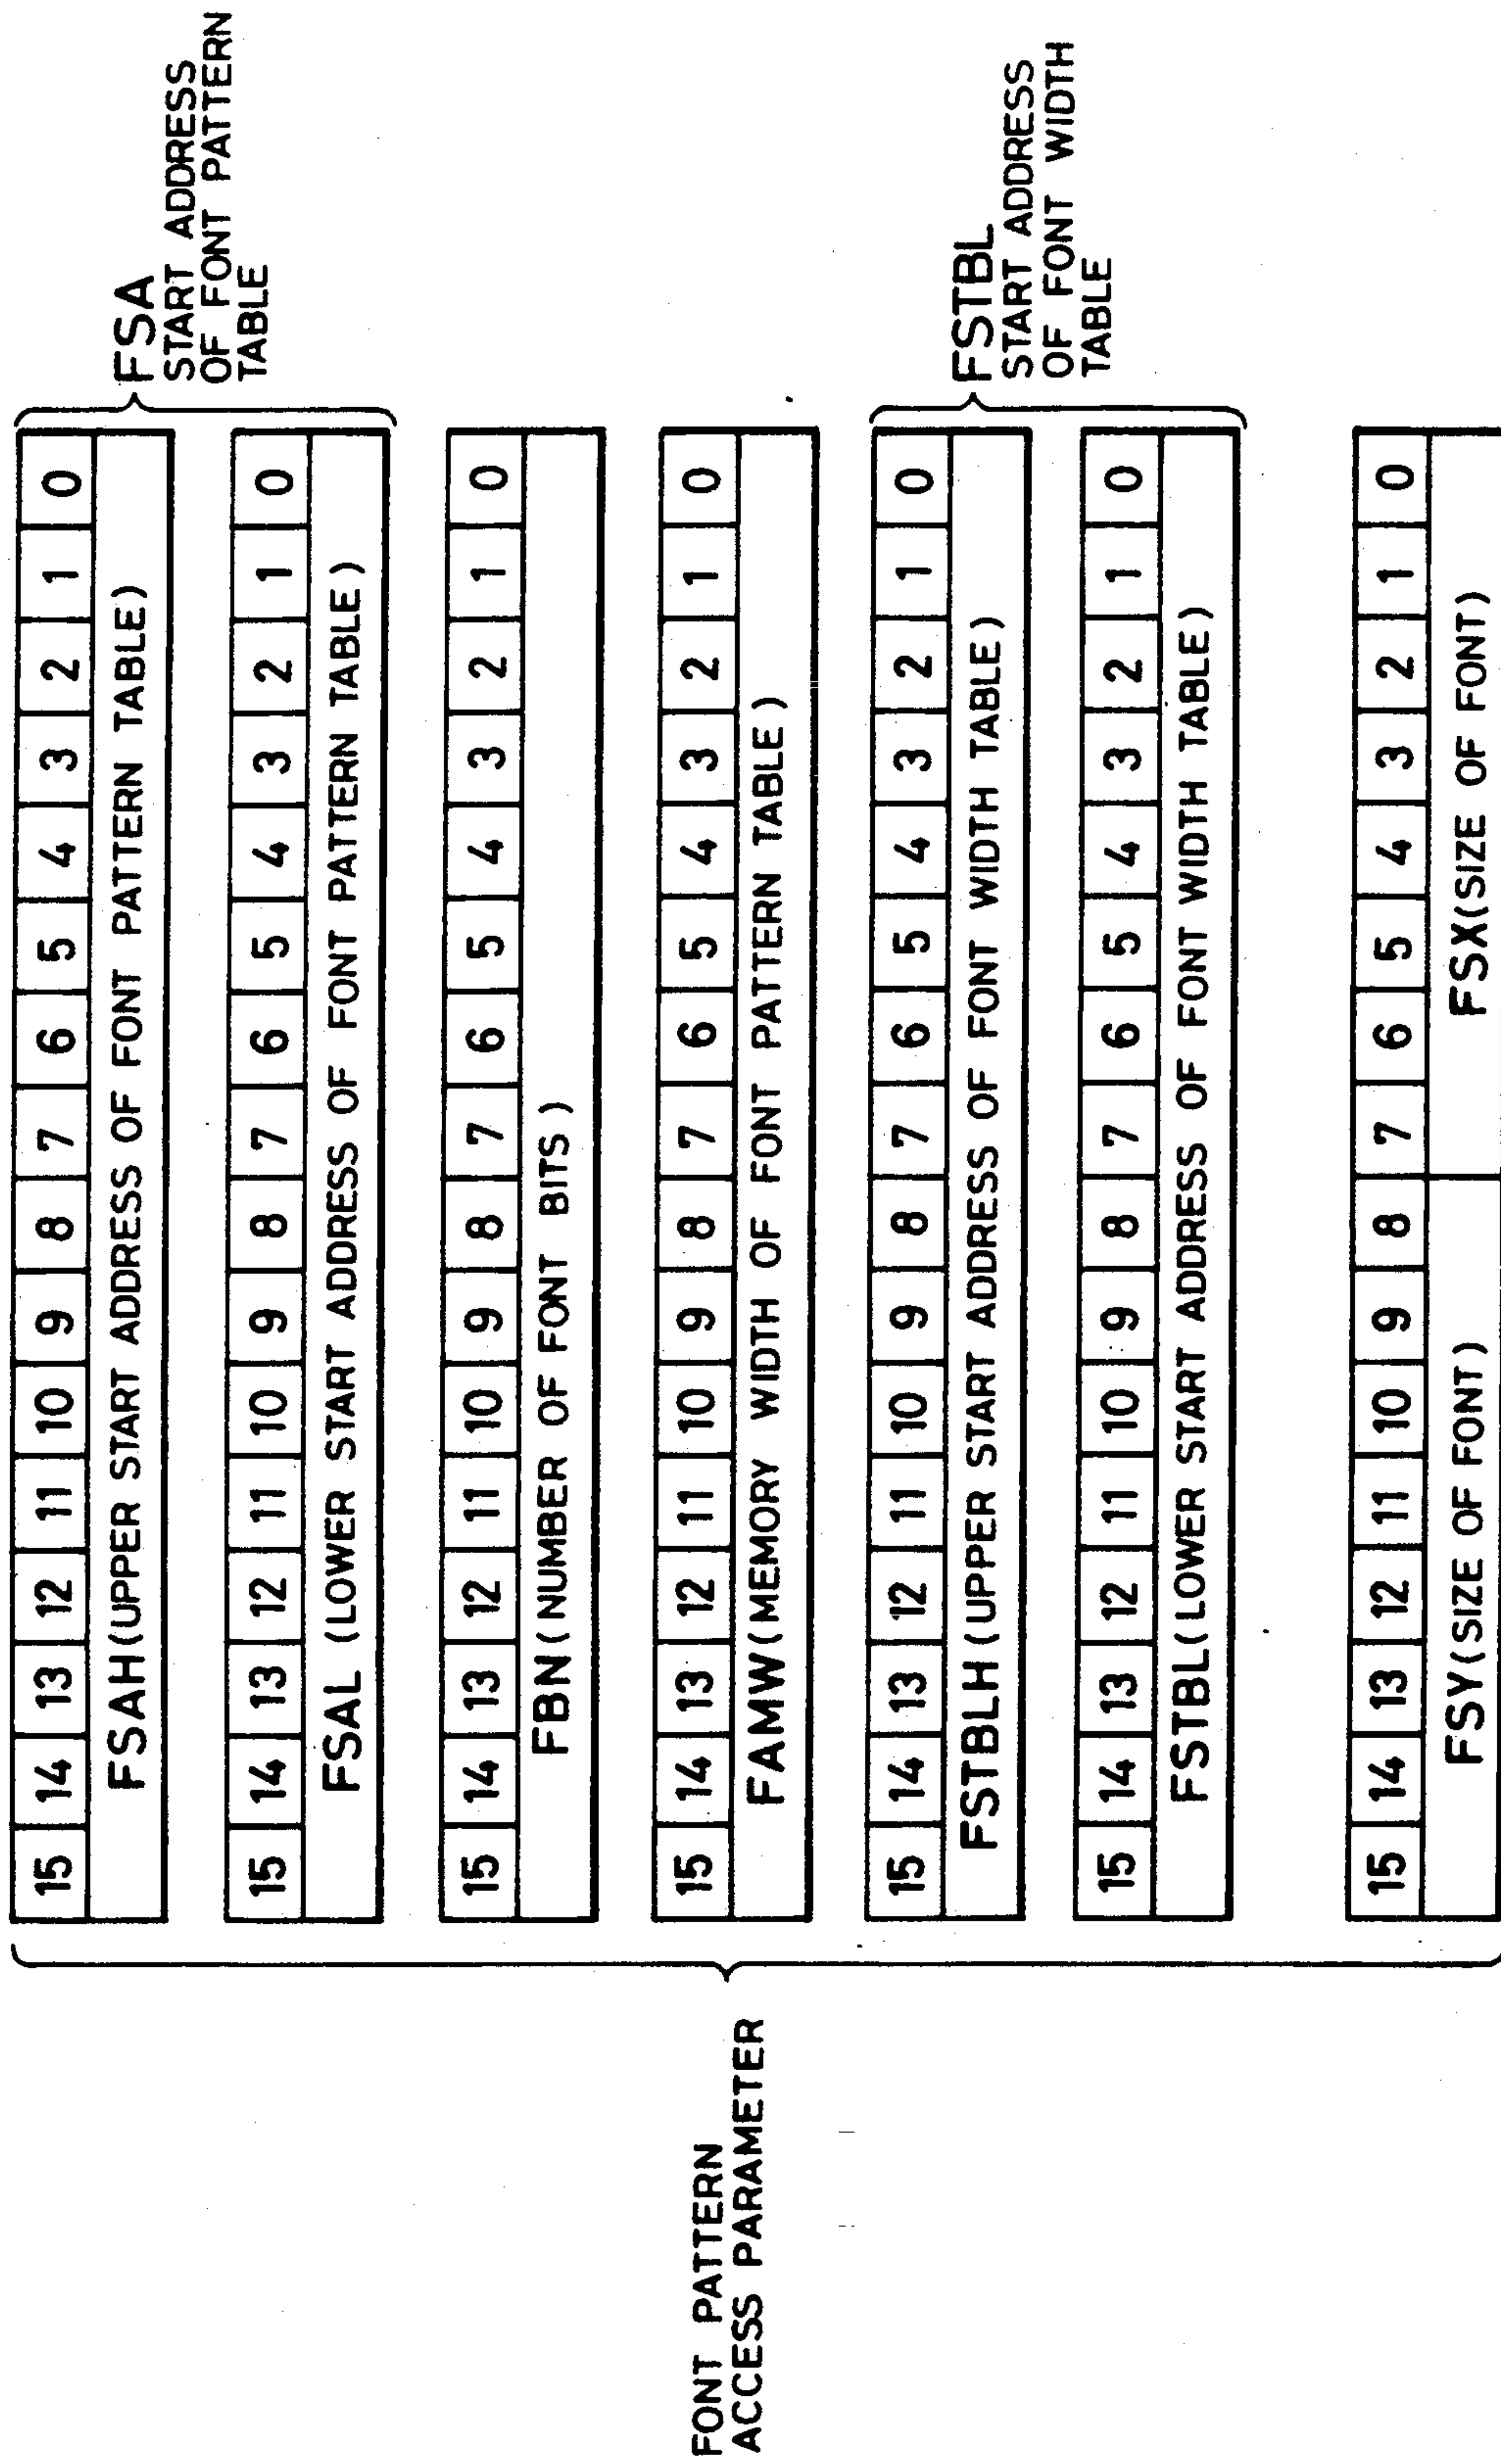 FONT PATTERN
ACCESS PARAMETER
15 14 13 12 11 10 9 8 7 6 5 4 3 2 1 0
FSAH(UPPER START ADDRESS OF FONT PATTERN TABLE)
FSA
START ADDRESS
OF FONT PATTERN
TABLE
15 14 13 12 11 10 9 8 7 6 5 4 3 2 1 0
FSAL (LOWER START ADDRESS OF FONT PATTERN TABLE)
15 14 13 12 11 10 9 8 7 6 5 4 3 2 1 0
FBN(NUMBER OF FONT BITS)
15 14 13 12 11 10 9 8 7 6 5 4 3 2 1 0
FAMW(MEMORY WIDTH OF FONT PATTERN TABLE)
15 14 13 12 11 10 9 8 7 6 5 4 3 2 1 0
FSTBLH(UPPER START ADDRESS OF FONT WIDTH TABLE)
FSTBL
START ADDRESS
OF FONT WIDTH
TABLE
15 14 13 12 11 10 9 8 7 6 5 4 3 2 1 0
FSTBL(LOWER START ADDRESS OF FONT WIDTH TABLE)
15 14 13 12 11 10 9 8 7 6 5 4 3 2 1 0
FSY(SIZE OF FONT) FSX(SIZE OF FONT)